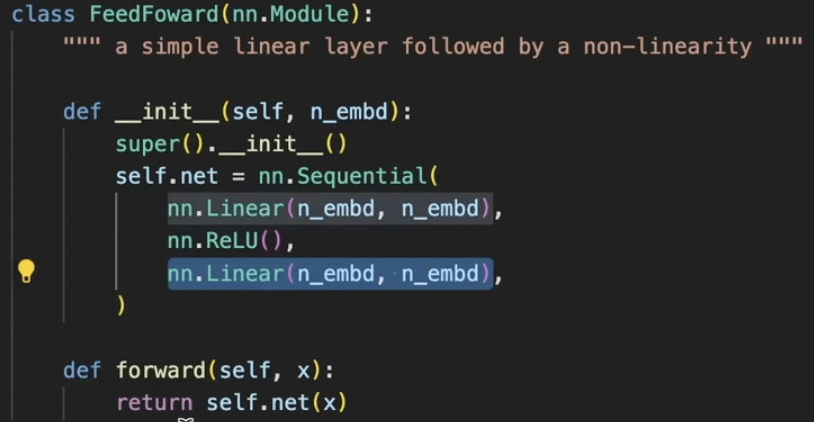 class FeedFoward(nn.Module):
    """ a simple linear layer followed by a non-linearity """
    def __init__(self, n_embd):
        super().__init__()
        self.net = nn.Sequential(
            nn.Linear(n_embd, n_embd),
            nn.ReLU(),
            nn.Linear(n_embd, n_embd),
        )
    def forward(self, x):
        return self.net(x)